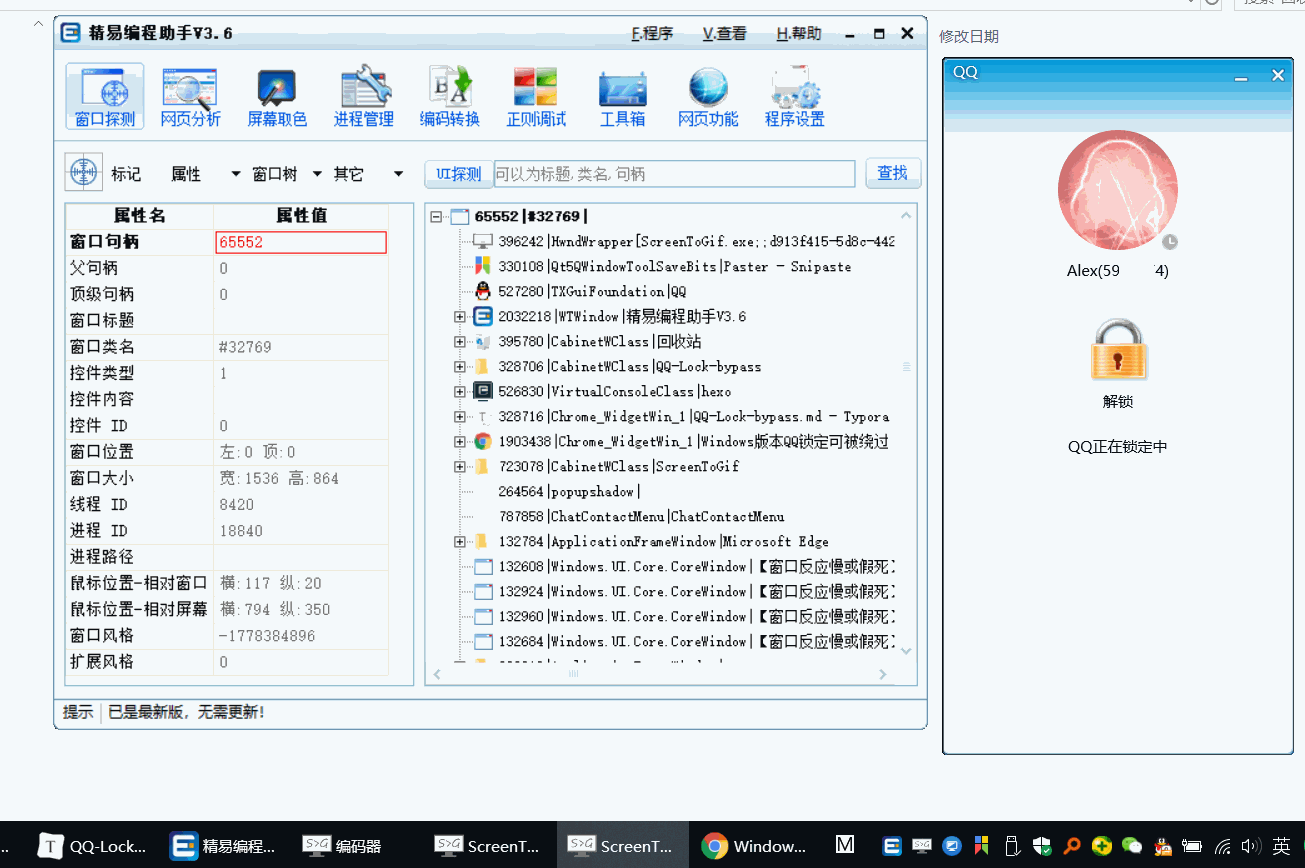 精易编程助手V3.6
F.程序 V.查看 H.帮助
窗口探测 网页分析 屏幕取色 进程管理 编码转换 正则调试 工具箱 网页功能 程序设置
标记 属性 窗口树 其它
UI探测 可以为标题,类名,句柄 查找
属性名 属性值
窗口句柄 65552
父句柄 0
顶级句柄 0
窗口标题
窗口类名 #32769
控件类型 1
控件内容
控件 ID 0
窗口位置 左:0 顶:0
窗口大小 宽:1536 高:864
线程 ID 8420
进程 ID 18840
进程路径
鼠标位置-相对窗口 横:117 纵:20
鼠标位置-相对屏幕 横:794 纵:350
窗口风格 -1778384896
扩展风格 0
65552|#32769|
396242|HwndWrapper[ScreenToGif.exe;;d913f415-5d8c-442
330108|Qt5QWindowToolSaveBits|Paster - Snipaste
527280|TXGuiFoundation|QQ
2032218|WTWindow|精易编程助手V3.6
395780|CabinetWClass|回收站
328706|CabinetWClass|QQ-Lock-bypass
526830|VirtualConsoleClass|hexo
328716|Chrome_WidgetWin_1|QQ-Lock-bypass.md - Typora
1903438|Chrome_WidgetWin_1|Windows版本QQ锁定可被绕过
723078|CabinetWClass|ScreenToGif
264564|popupshadow|
787858|ChatContactMenu|ChatContactMenu
132784|ApplicationFrameWindow|Microsoft Edge
132608|Windows.UI.Core.CoreWindow|【窗口反应慢或假死】
132924|Windows.UI.Core.CoreWindow|【窗口反应慢或假死】
132960|Windows.UI.Core.CoreWindow|【窗口反应慢或假死】
132684|Windows.UI.Core.CoreWindow|【窗口反应慢或假死】
提示 已是最新版，无需更新!
修改日期
QQ
Alex(59 4)
解锁
QQ正在锁定中
... QQ-Lock... 精易编程... 编码器 ScreenT... ScreenT... Window... M 英